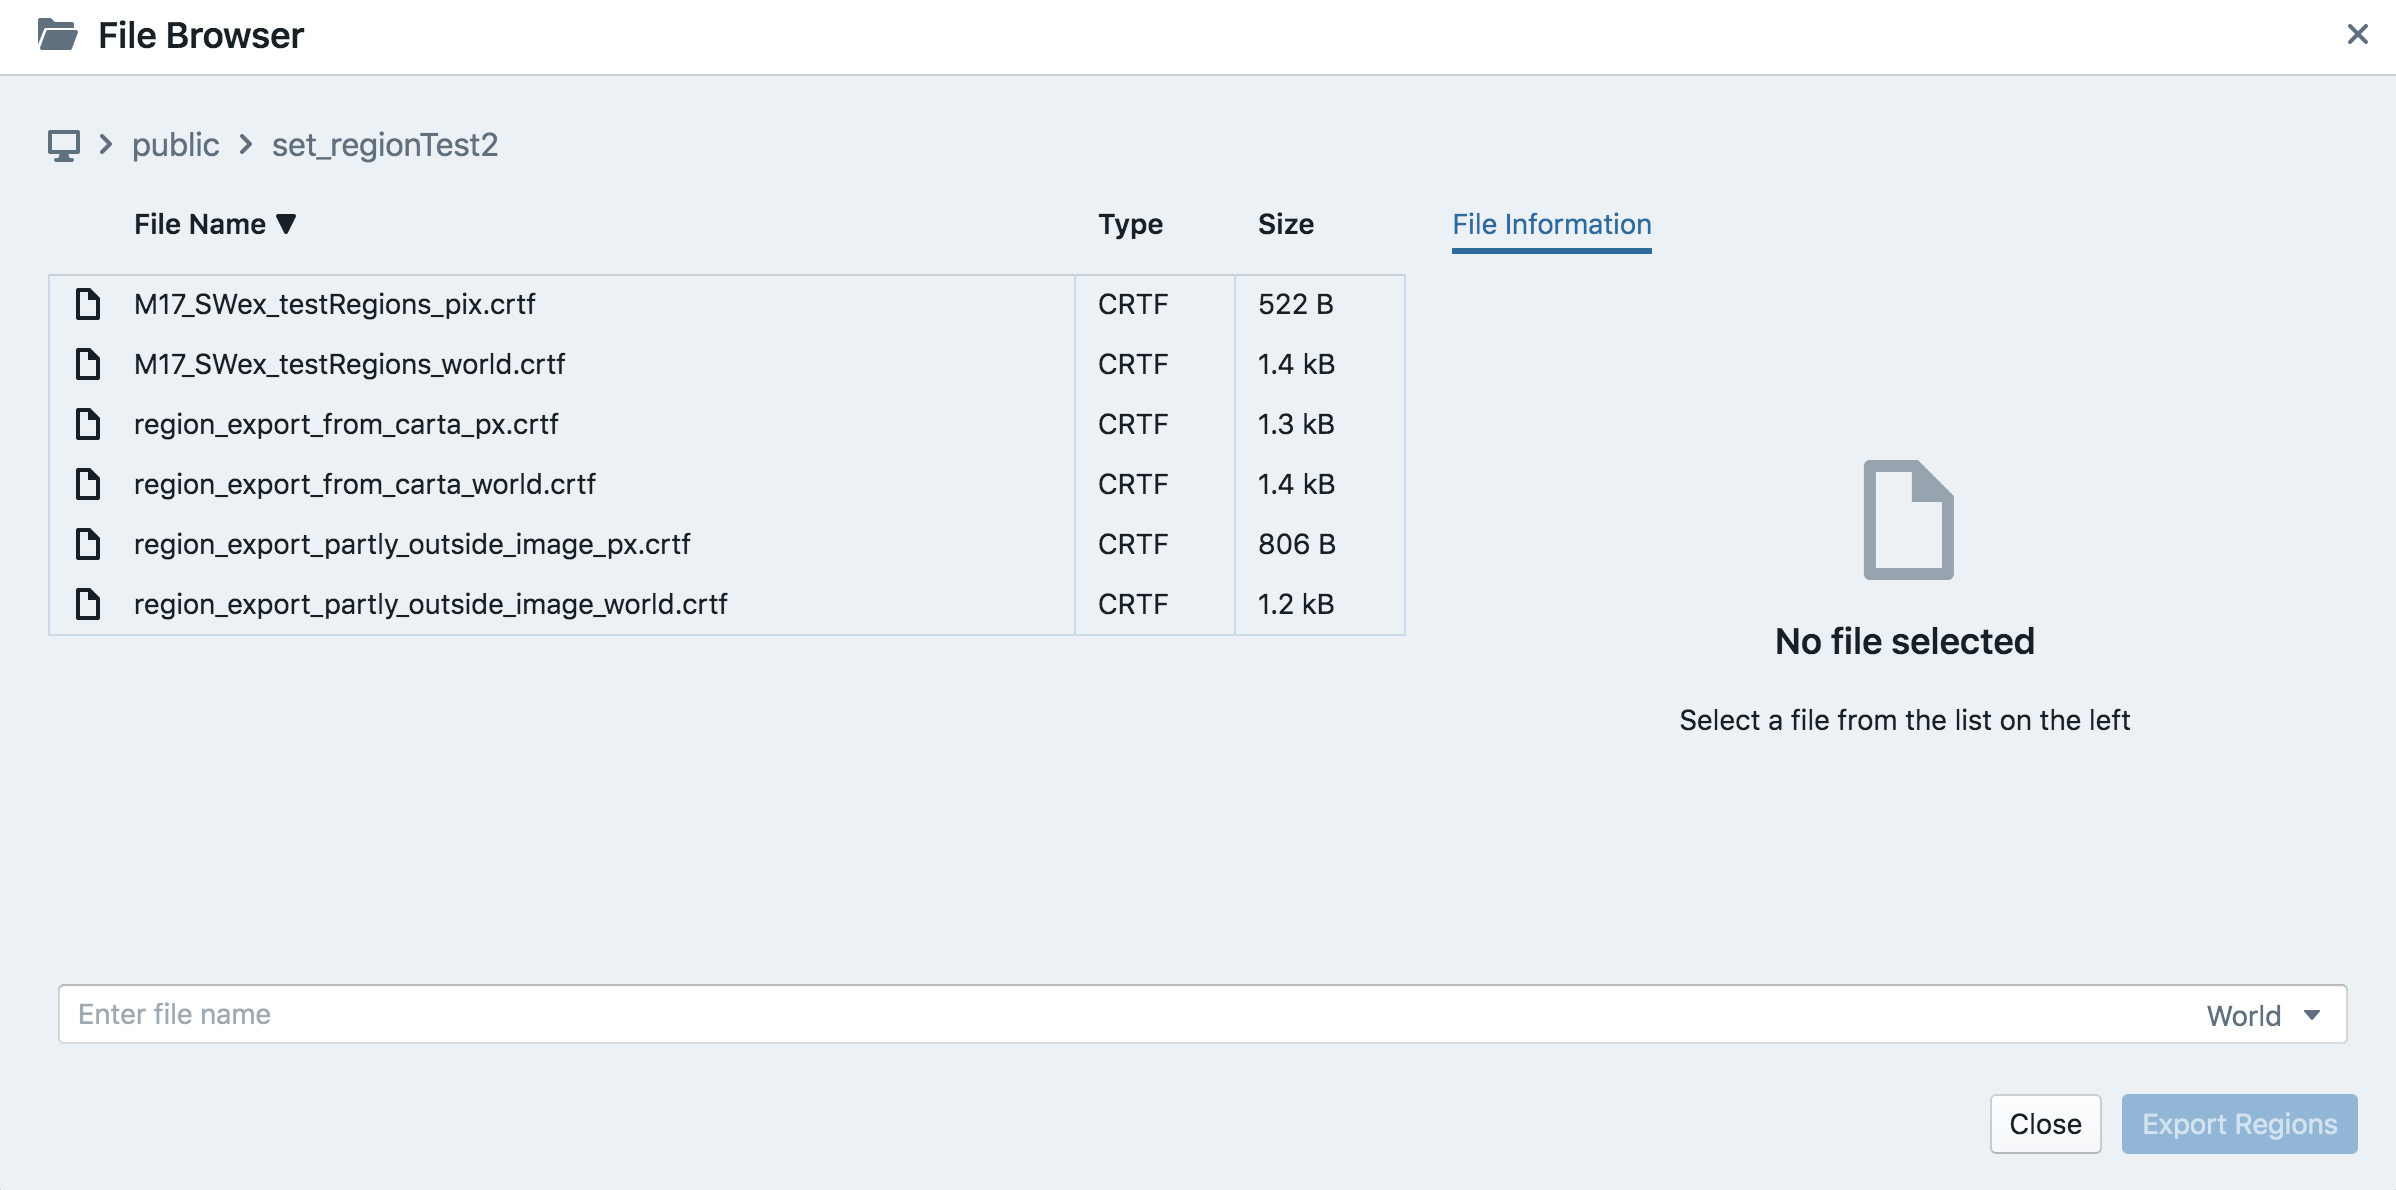 File Browser
public
set_regionTest2
File Name Type Size File Information
M17_SWex_testRegions_pix.crtf CRTF 522 B
M17_SWex_testRegions_world.crtf CRTF 1.4 kB
region_export_from_carta_px.crtf CRTF 1.3 kB
region_export_from_carta_world.crtf CRTF 1.4 kB
region_export_partly_outside_image_px.crtf CRTF 806 B
region_export_partly_outside_image_world.crtf CRTF 1.2 kB
No file selected
Select a file from the list on the left
Enter file name World
Close Export Regions